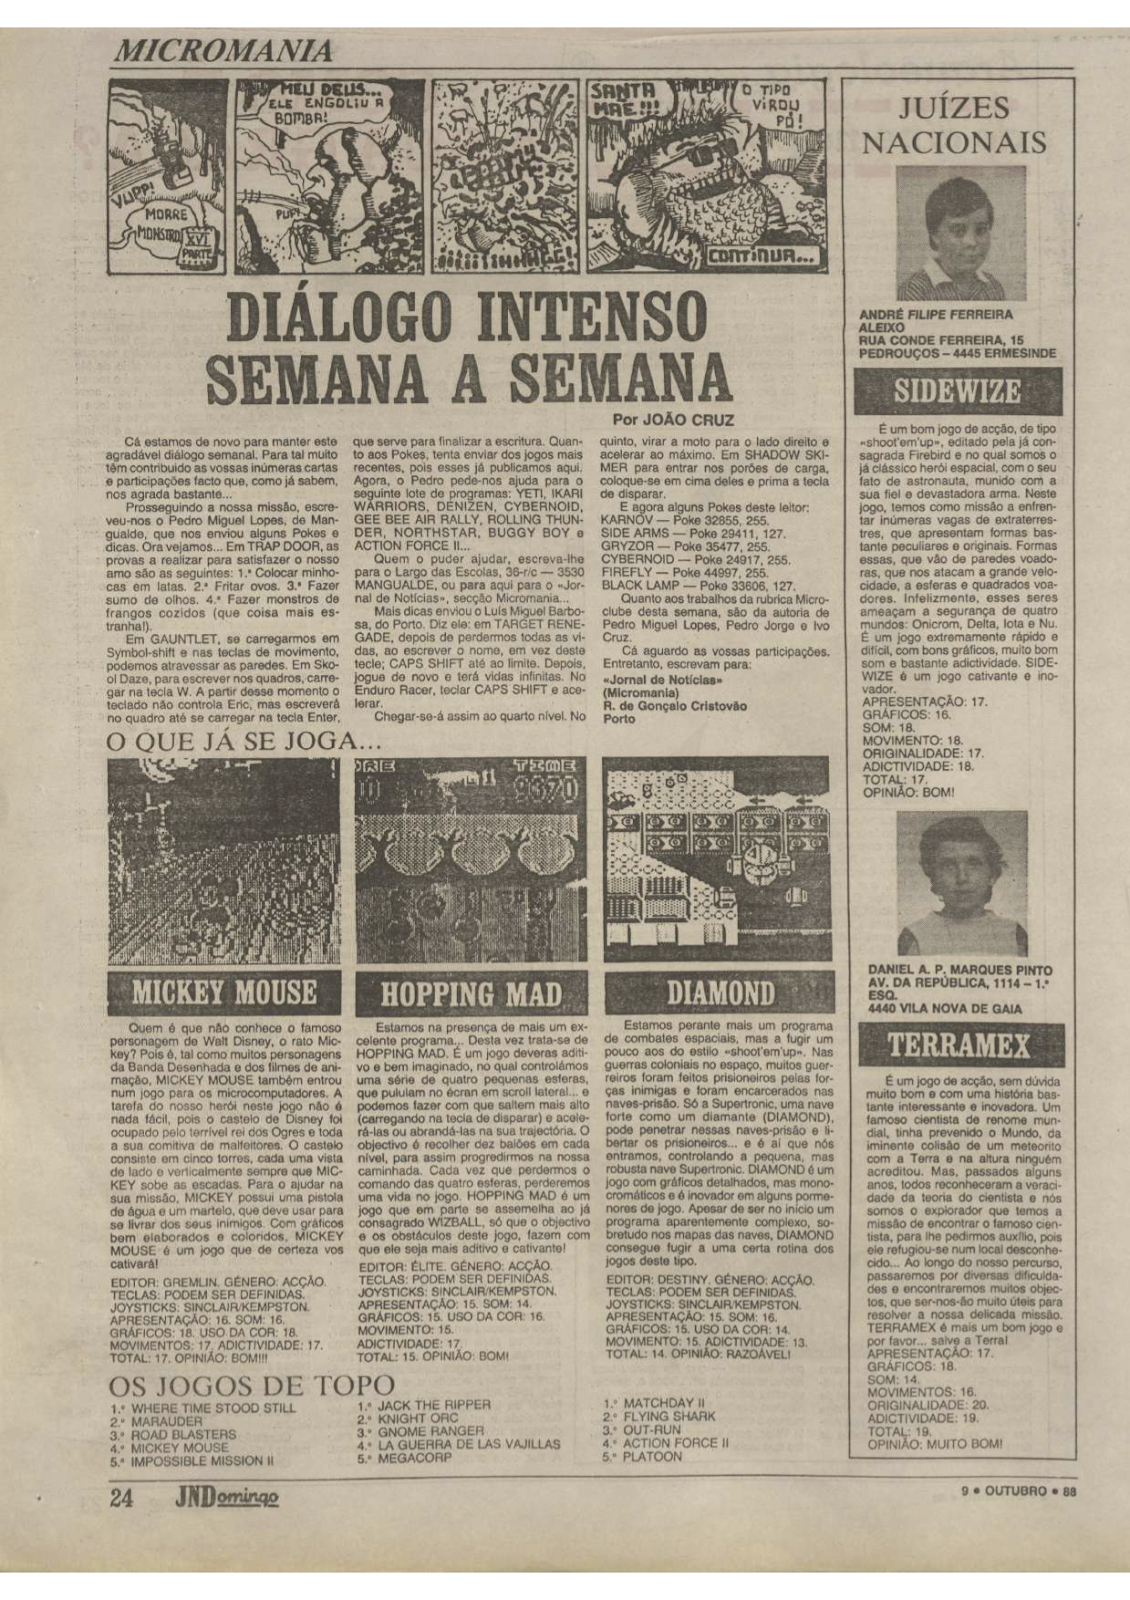 MICROMANIA
VUPP!
MORRE
MONSTRO!
XVI
PARTE
MEU DEUS...
ELE ENGOLIU A
BOMBA!
PUF!
SANTA
MÃE!!!
O TIPO
VIROU
PÓ!
CONTINUA...
DIÁLOGO INTENSO
SEMANA A SEMANA
Por JOÃO CRUZ
Cá estamos de novo para manter este
agradável diálogo semanal. Para tal muito
têm contribuido as vossas inúmeras cartas
e participações facto que, como já sabem,
nos agrada bastante...
Prosseguindo a nossa missão, escre-
veu-nos o Pedro Miguel Lopes, de Man-
gualde, que nos enviou alguns Pokes e
dicas. Ora vejamos... Em TRAP DOOR, as
provas a realizar para satisfazer o nosso
amo são as seguintes: 1.ª Colocar minho-
cas em latas. 2.ª Fritar ovos. 3.ª Fazer
sumo de olhos. 4.ª Fazer monstros de
frangos cozidos (que coisa mais es-
tranha!).
Em GAUNTLET, se carregarmos em
Symbol-shift e nas teclas de movimento,
podemos atravessar as paredes. Em Sko-
ol Daze, para escrever nos quadros, carre-
gar na tecla W. A partir desse momento o
teclado não controla Eric, mas escreverá
no quadro até se carregar na tecla Enter,
que serve para finalizar a escritura. Quan-
to aos Pokes, tenta enviar dos jogos mais
recentes, pois esses já publicamos aqui.
Agora, o Pedro pede-nos ajuda para o
seguinte lote de programas: YETI, IKARI
WARRIORS, DENIZEN, CYBERNOID,
GEE BEE AIR RALLY, ROLLING THUN-
DER, NORTHSTAR, BUGGY BOY e
ACTION FORCE II...
Quem o puder ajudar, escreva-lhe
para o Largo das Escolas, 36-r/c — 3530
MANGUALDE, ou para aqui para o «Jor-
nal de Notícias», secção Micromania...
Mais dicas enviou o Luis Miguel Barbo-
sa, do Porto. Diz ele: em TARGET RENE-
GADE, depois de perdermos todas as vi-
das, ao escrever o nome, em vez deste
tecle; CAPS SHIFT até ao limite. Depois,
jogue de novo e terá vidas infinitas. No
Enduro Racer, teclar CAPS SHIFT e ace-
lerar.
Chegar-se-á assim ao quarto nível. No
quinto, virar a moto para o lado direito e
acelerar ao máximo. Em SHADOW SKI-
MER para entrar nos porões de carga,
coloque-se em cima deles e prima a tecla
de disparar.
E agora alguns Pokes deste leitor:
KARNOV — Poke 32855, 255.
SIDE ARMS — Poke 29411, 127.
GRYZOR — Poke 35477, 255.
CYBERNOID — Poke 24917, 255.
FIREFLY — Poke 44997, 255.
BLACK LAMP — Poke 33606, 127.
Quanto aos trabalhos da rubrica Micro-
clube desta semana, são da autoria de
Pedro Miguel Lopes, Pedro Jorge e Ivo
Cruz.
Cá aguardo as vossas participações.
Entretanto, escrevam para:
«Jornal de Notícias»
(Micromania)
R. de Gonçalo Cristovão
Porto
O QUE JÁ SE JOGA...
TIME
9370
MICKEY MOUSE
Quem é que não conhece o famoso
personagem de Walt Disney, o rato Mic-
key? Pois é, tal como muitos personagens
da Banda Desenhada e dos filmes de ani-
mação, MICKEY MOUSE também entrou
num jogo para os microcomputadores. A
tarefa do nosso herói neste jogo não é
nada fácil, pois o castelo de Disney foi
ocupado pelo terrível rei dos Ogres e toda
a sua comitiva de malfeitores. O castelo
consiste em cinco torres, cada uma vista
de lado e verticalmente sempre que MIC-
KEY sobe as escadas. Para o ajudar na
sua missão, MICKEY possui uma pistola
de água e um martelo, que deve usar para
se livrar dos seus inimigos. Com gráficos
bem elaborados e coloridos, MICKEY
MOUSE é um jogo que de certeza vos
cativará!
EDITOR: GREMLIN. GÉNERO: ACÇÃO.
TECLAS: PODEM SER DEFINIDAS.
JOYSTICKS: SINCLAIR/KEMPSTON.
APRESENTAÇÃO: 16. SOM: 16.
GRÁFICOS: 18. USO DA COR: 18.
MOVIMENTOS: 17. ADICTIVIDADE: 17.
TOTAL: 17. OPINIÃO: BOM!!!
HOPPING MAD
Estamos na presença de mais um ex-
celente programa... Desta vez trata-se de
HOPPING MAD. É um jogo deveras aditi-
vo e bem imaginado, no qual controlámos
uma série de quatro pequenas esferas,
que pululam no écran em scroll lateral... e
podemos fazer com que saltem mais alto
(carregando na tecla de disparar) e acele-
rá-las ou abrandá-las na sua trajectória. O
objectivo é recolher dez balões em cada
nível, para assim progredirmos na nossa
caminhada. Cada vez que perdermos o
comando das quatro esferas, perderemos
uma vida no jogo. HOPPING MAD é um
jogo que em parte se assemelha ao já
consagrado WIZBALL, só que o objectivo
e os obstáculos deste jogo, fazem com
que ele seja mais aditivo e cativante!
EDITOR: ÉLITE. GÉNERO: ACÇÃO.
TECLAS: PODEM SER DEFINIDAS.
JOYSTICKS: SINCLAIR/KEMPSTON.
APRESENTAÇÃO: 15. SOM: 14.
GRÁFICOS: 15. USO DA COR: 16.
MOVIMENTO: 15.
ADICTIVIDADE: 17.
TOTAL: 15. OPINIÃO: BOM!
DIAMOND
Estamos perante mais um programa
de combates espaciais, mas a fugir um
pouco aos do estilo «shoot'em'up». Nas
guerras coloniais no espaço, muitos guer-
reiros foram feitos prisioneiros pelas for-
ças inimigas e foram encarcerados nas
naves-prisão. Só a Supertronic, uma nave
forte como um diamante (DIAMOND),
pode penetrar nessas naves-prisão e li-
bertar os prisioneiros... e é aí que nós
entramos, controlando a pequena, mas
robusta nave Supertronic. DIAMOND é um
jogo com gráficos detalhados, mas mono-
cromáticos e é inovador em alguns porme-
nores de jogo. Apesar de ser no início um
programa aparentemente complexo, so-
bretudo nos mapas das naves, DIAMOND
consegue fugir a uma certa rotina dos
jogos deste tipo.
EDITOR: DESTINY. GÉNERO: ACÇÃO.
TECLAS: PODEM SER DEFINIDAS.
JOYSTICKS: SINCLAIR/KEMPSTON.
APRESENTAÇÃO: 15. SOM: 16.
GRÁFICOS: 15. USO DA COR: 14.
MOVIMENTO: 15. ADICTIVIDADE: 13.
TOTAL: 14. OPINIÃO: RAZOÁVEL!
OS JOGOS DE TOPO
1.º WHERE TIME STOOD STILL
2.º MARAUDER
3.º ROAD BLASTERS
4.º MICKEY MOUSE
5.º IMPOSSIBLE MISSION II
1.º JACK THE RIPPER
2.º KNIGHT ORC
3.º GNOME RANGER
4.º LA GUERRA DE LAS VAJILLAS
5.º MEGACORP
1.º MATCHDAY II
2.º FLYING SHARK
3.º OUT-RUN
4.º ACTION FORCE II
5.º PLATOON
JUÍZES
NACIONAIS
ANDRÉ FILIPE FERREIRA
ALEIXO
RUA CONDE FERREIRA, 15
PEDROUÇOS – 4445 ERMESINDE
SIDEWIZE
É um bom jogo de acção, de tipo
«shoot'em'up», editado pela já con-
sagrada Firebird e no qual somos o
já clássico herói espacial, com o seu
fato de astronauta, munido com a
sua fiel e devastadora arma. Neste
jogo, temos como missão a enfren-
tar inúmeras vagas de extraterres-
tres, que apresentam formas bas-
tante peculiares e originais. Formas
essas, que vão de paredes voado-
ras, que nos atacam a grande velo-
cidade, a esferas e quadrados voa-
dores. Infelizmente, esses seres
ameaçam a segurança de quatro
mundos: Onicrom, Delta, Iota e Nu.
É um jogo extremamente rápido e
difícil, com bons gráficos, muito bom
som e bastante adictividade. SIDE-
WIZE é um jogo cativante e ino-
vador.
APRESENTAÇÃO: 17.
GRÁFICOS: 16.
SOM: 18.
MOVIMENTO: 18.
ORIGINALIDADE: 17.
ADICTIVIDADE: 18.
TOTAL: 17.
OPINIÃO: BOM!
DANIEL A. P. MARQUES PINTO
AV. DA REPÚBLICA, 1114 – 1.º
ESQ.
4440 VILA NOVA DE GAIA
TERRAMEX
É um jogo de acção, sem dúvida
muito bom e com uma história bas-
tante interessante e inovadora. Um
famoso cientista de renome mun-
dial, tinha prevenido o Mundo, da
iminente colisão de um meteorito
com a Terra e na altura ninguém
acreditou. Mas, passados alguns
anos, todos reconheceram a veraci-
dade da teoria do cientista e nós
somos o explorador que temos a
missão de encontrar o famoso cien-
tista, para lhe pedirmos auxílio, pois
ele refugiou-se num local desconhe-
cido... Ao longo do nosso percurso,
passaremos por diversas dificulda-
des e encontraremos muitos objec-
tos, que ser-nos-ão muito úteis para
resolver a nossa delicada missão.
TERRAMEX é mais um bom jogo e
por favor... salve a Terra!
APRESENTAÇÃO: 17.
GRÁFICOS: 18.
SOM: 14.
MOVIMENTOS: 16.
ORIGINALIDADE: 20.
ADICTIVIDADE: 19.
TOTAL: 19.
OPINIÃO: MUITO BOM!
24 JNDomingo
9 • OUTUBRO • 88